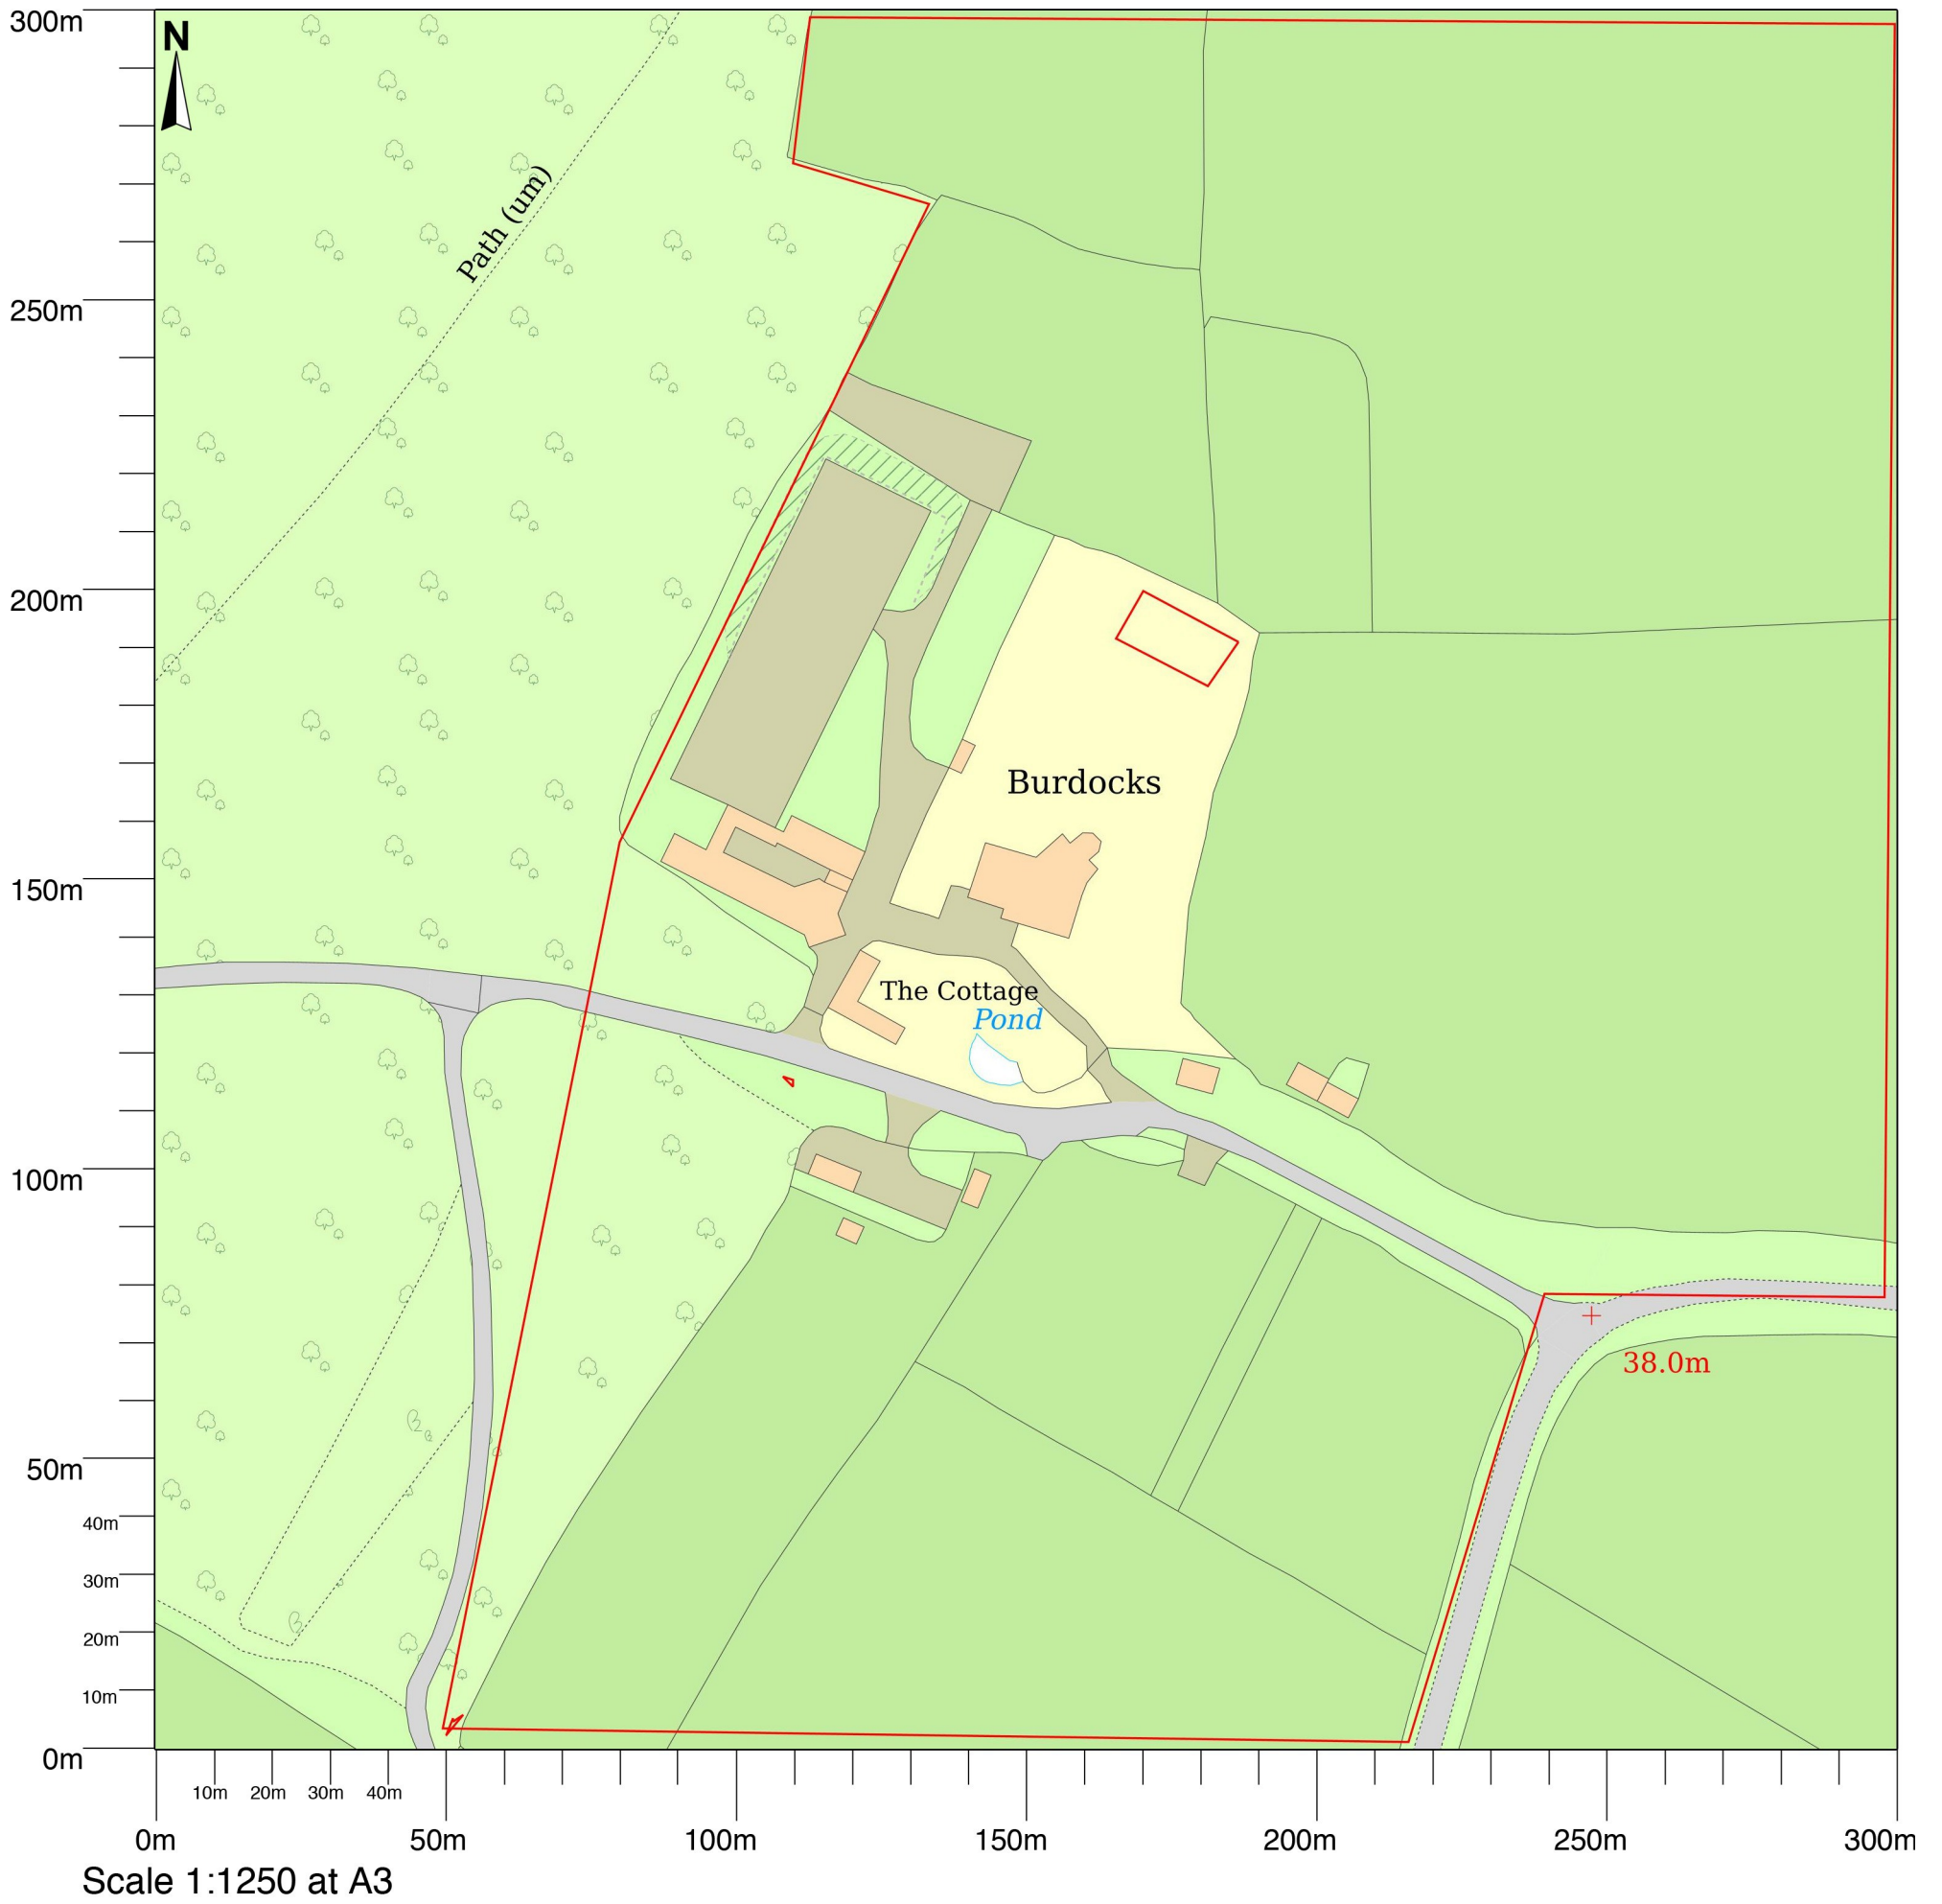 300m
N
Path (um)
250m
200m
Burdocks
150m
The Cottage
Pond
100m
38.0m
50m
40m
30m
20m
10m
0m
10m 20m 30m 40m
0m 50m 100m 150m 200m 250m 300m
Scale 1:1250 at A3